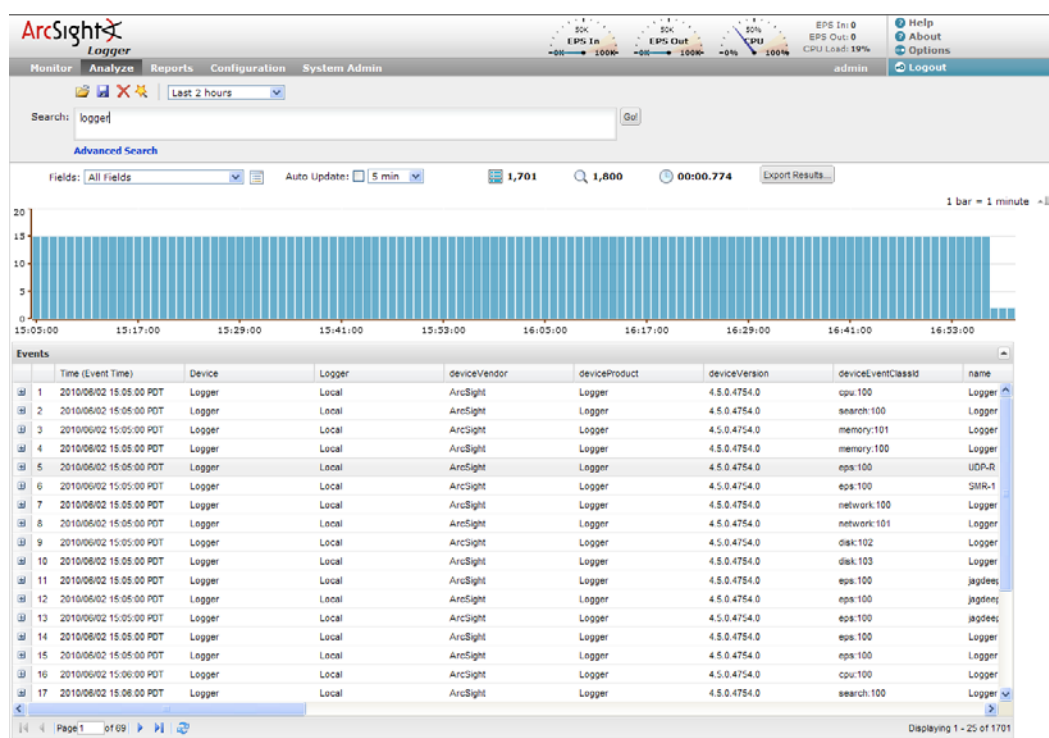 ArcSight
Logger
50K
EPS In
-0K 100K-
50K
EPS Out
-0K 100K-
50%
CPU
-0% 100%
EPS In: 0
EPS Out: 0
CPU Load: 19%
Help
About
Options
Monitor Analyze Reports Configuration System Admin admin Logout
Last 2 hours
Search: logger Go!
Advanced Search
Fields: All Fields Auto Update: 5 min 1,701 1,800 00:00.774 Export Results...
1 bar = 1 minute
20
15
10
5
0
15:05:00 15:17:00 15:29:00 15:41:00 15:53:00 16:05:00 16:17:00 16:29:00 16:41:00 16:53:00
Events
Time (Event Time) Device Logger deviceVendor deviceProduct deviceVersion deviceEventClassId name
1 2010/06/02 15:05:00 PDT Logger Local ArcSight Logger 4.5.0.4754.0 cpu:100 Logger
2 2010/06/02 15:05:00 PDT Logger Local ArcSight Logger 4.5.0.4754.0 search:100 Logger
3 2010/06/02 15:05:00 PDT Logger Local ArcSight Logger 4.5.0.4754.0 memory:101 Logger
4 2010/06/02 15:05:00 PDT Logger Local ArcSight Logger 4.5.0.4754.0 memory:100 Logger
5 2010/06/02 15:05:00 PDT Logger Local ArcSight Logger 4.5.0.4754.0 eps:100 UDP-R
6 2010/06/02 15:05:00 PDT Logger Local ArcSight Logger 4.5.0.4754.0 eps:100 SMR-1
7 2010/06/02 15:05:00 PDT Logger Local ArcSight Logger 4.5.0.4754.0 network:100 Logger
8 2010/06/02 15:05:00 PDT Logger Local ArcSight Logger 4.5.0.4754.0 network:101 Logger
9 2010/06/02 15:05:00 PDT Logger Local ArcSight Logger 4.5.0.4754.0 disk:102 Logger
10 2010/06/02 15:05:00 PDT Logger Local ArcSight Logger 4.5.0.4754.0 disk:103 Logger
11 2010/06/02 15:05:00 PDT Logger Local ArcSight Logger 4.5.0.4754.0 eps:100 jagdeep
12 2010/06/02 15:05:00 PDT Logger Local ArcSight Logger 4.5.0.4754.0 eps:100 jagdeep
13 2010/06/02 15:05:00 PDT Logger Local ArcSight Logger 4.5.0.4754.0 eps:100 jagdeep
14 2010/06/02 15:05:00 PDT Logger Local ArcSight Logger 4.5.0.4754.0 eps:100 Logger
15 2010/06/02 15:05:00 PDT Logger Local ArcSight Logger 4.5.0.4754.0 eps:100 Logger
16 2010/06/02 15:06:00 PDT Logger Local ArcSight Logger 4.5.0.4754.0 cpu:100 Logger
17 2010/06/02 15:06:00 PDT Logger Local ArcSight Logger 4.5.0.4754.0 search:100 Logger
Page 1 of 69 Displaying 1 - 25 of 1701